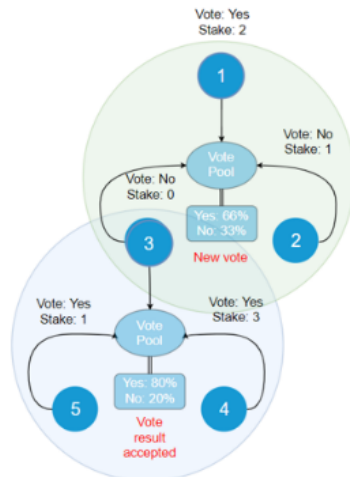 Vote: Yes
Stake: 2
1
Vote: No
Stake: 1
Vote
Pool
Vote: No
Stake: 0
Yes: 66%
No: 33%
2
3
New vote
Vote: Yes
Stake: 1
Vote: Yes
Stake: 3
Vote
Pool
Yes: 80%
No: 20%
5
4
Vote
result
accepted